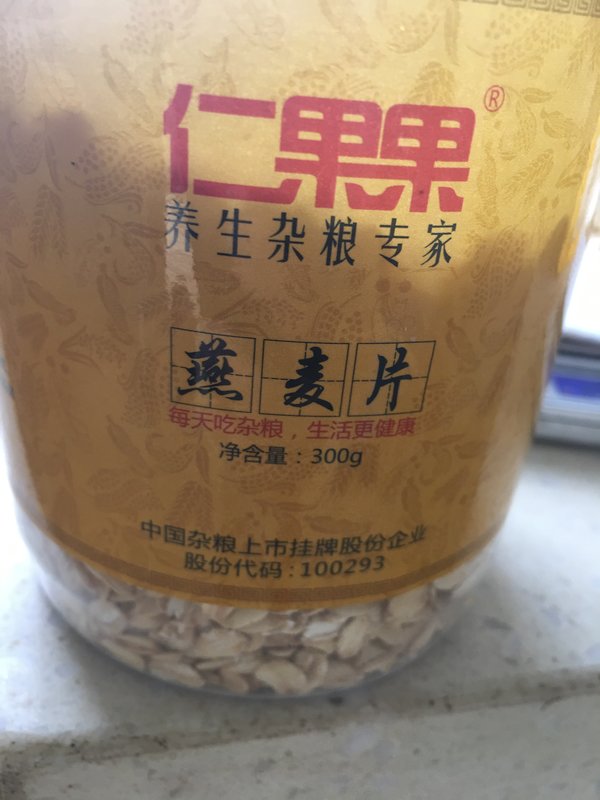 仁果果®
养生杂粮专家
燕麦片
每天吃杂粮，生活更健康
净含量：300g
中国杂粮上市挂牌股份企业
股份代码：100293